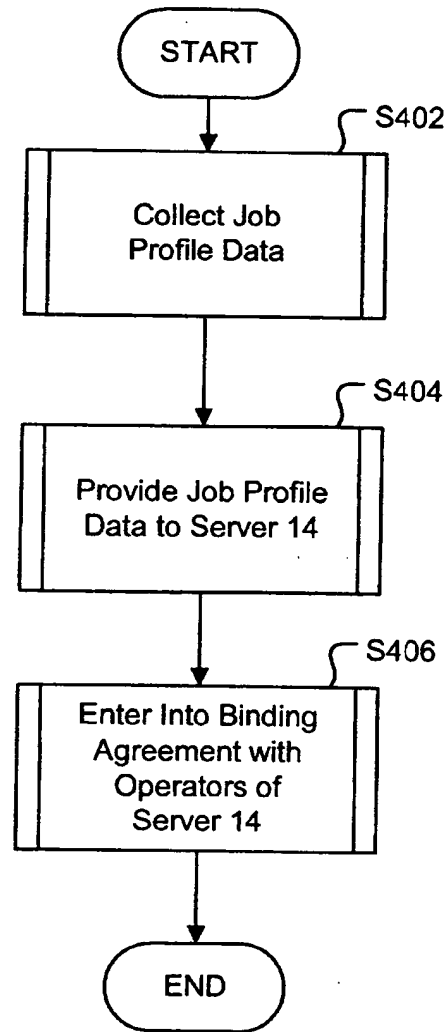 START
S402
Collect Job
Profile Data
S404
Provide Job Profile
Data to Server 14
S406
Enter Into Binding
Agreement with
Operators of
Server 14
END